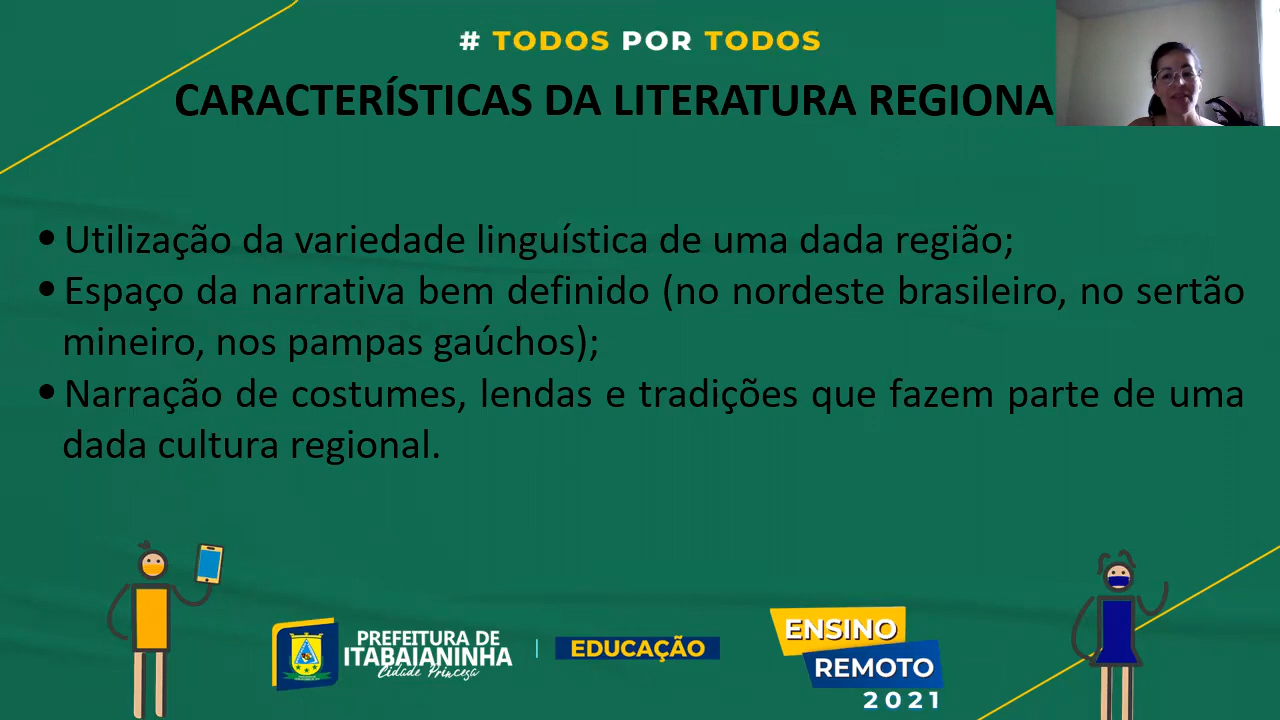 # TODOS POR TODOS
CARACTERÍSTICAS DA LITERATURA REGIONA
• Utilização da variedade linguística de uma dada região;
• Espaço da narrativa bem definido (no nordeste brasileiro, no sertão
mineiro, nos pampas gaúchos);
• Narração de costumes, lendas e tradições que fazem parte de uma
dada cultura regional.
PREFEITURA DE
ITABAIANINHA
Cidade Princesa
EDUCAÇÃO
ENSINO
REMOTO
2021